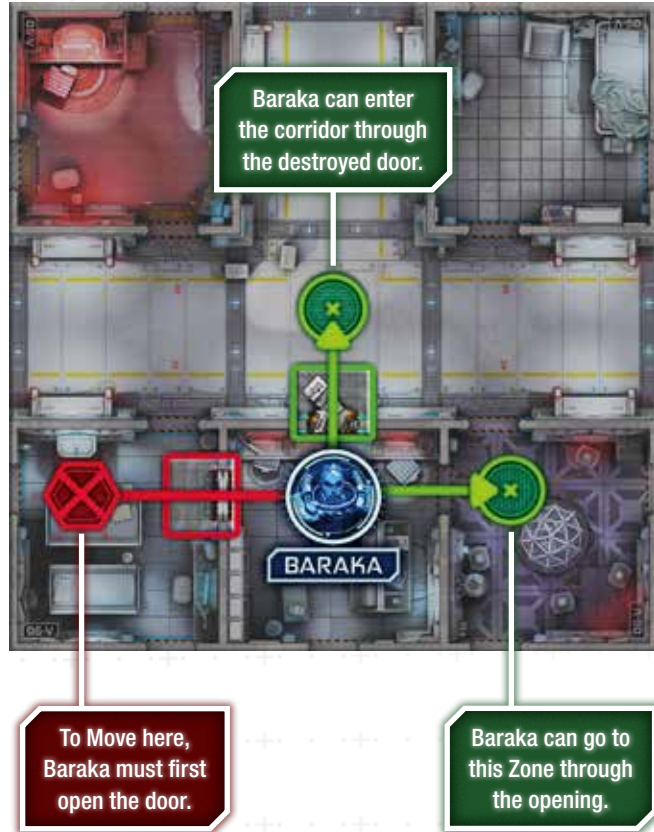 Baraka can enter
the corridor through
the destroyed door.
BARAKA
To Move here,
Baraka must first
open the door.
Baraka can go to
this Zone through
the opening.